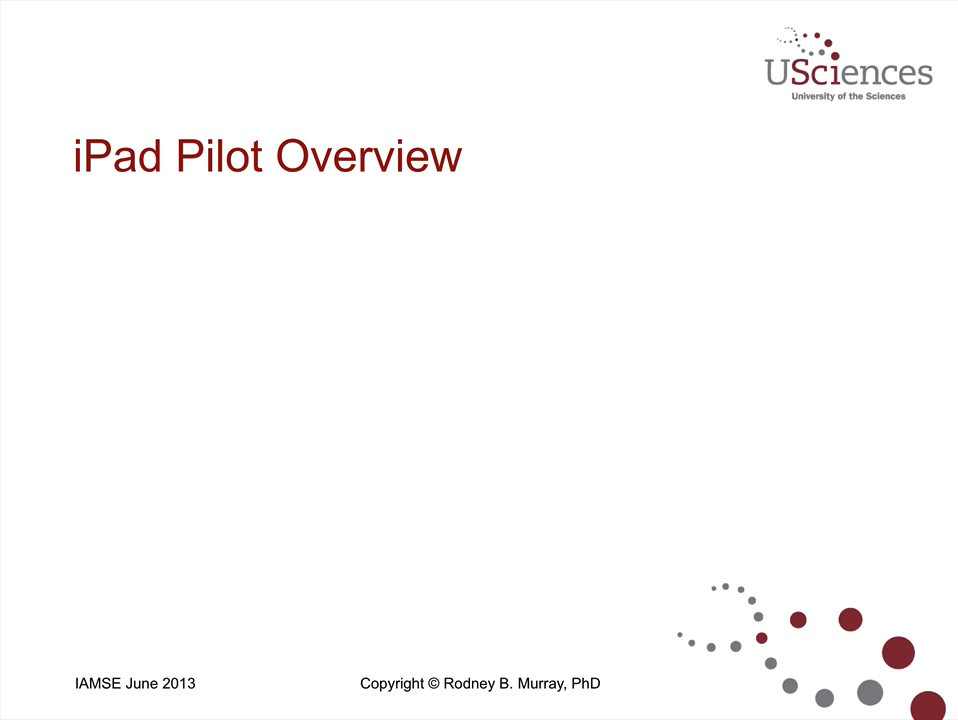 USciences
University of the Sciences
iPad Pilot Overview
IAMSE June 2013
Copyright © Rodney B. Murray, PhD